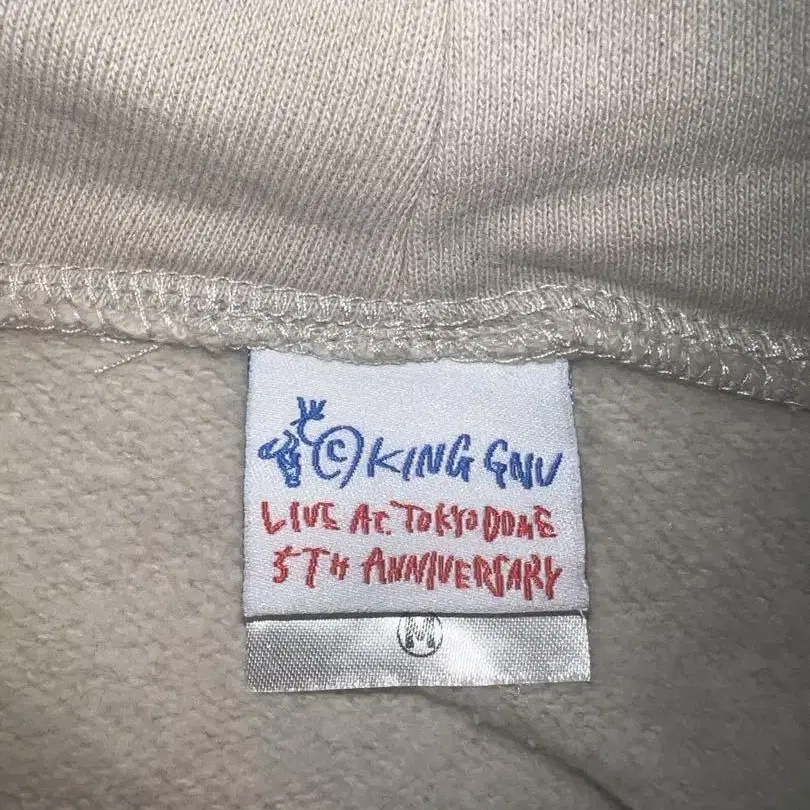 © KING GNU
LIVE At. TOKYO DOME
5TH ANNIVERSARY
M